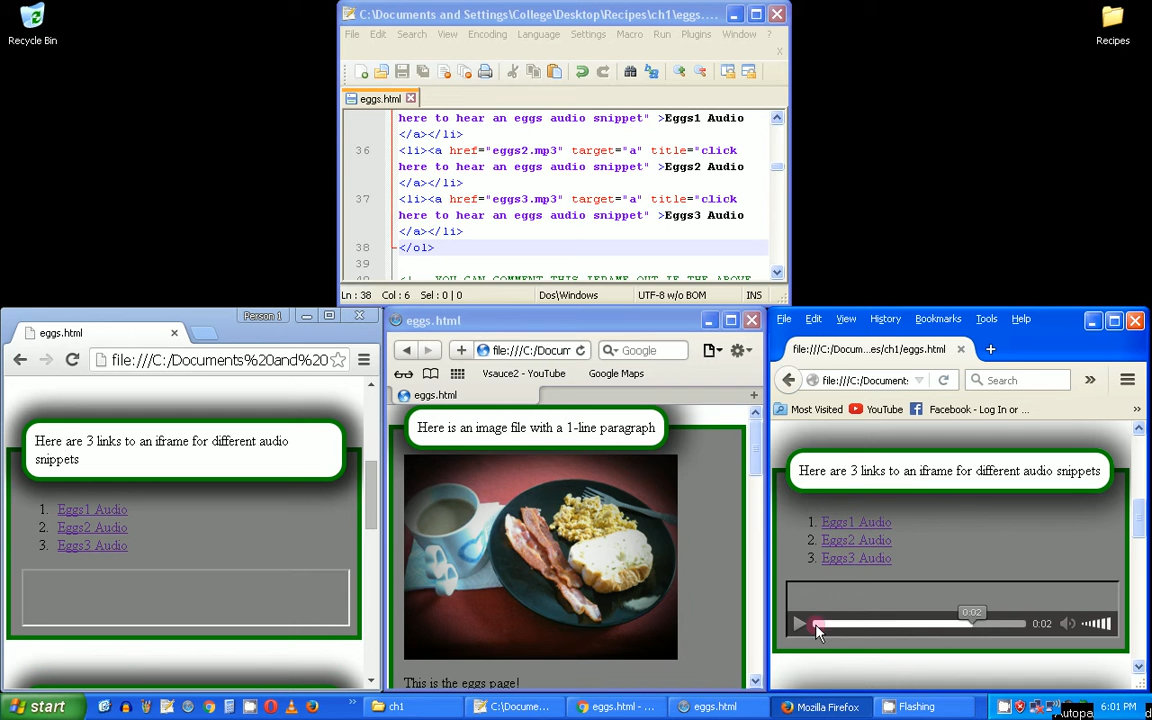 Recycle Bin
Recipes
C:\Documents and Settings\College\Desktop\Recipes\ch1\eggs....
File Edit Search View Encoding Language Settings Macro Run Plugins Window ?
X
eggs.html
here to hear an eggs audio snippet" >Eggs1 Audio
</a></li>
36 <li><a href="eggs2.mp3" target="a" title="click
here to hear an eggs audio snippet" >Eggs2 Audio
</a></li>
37 <li><a href="eggs3.mp3" target="a" title="click
here to hear an eggs audio snippet" >Eggs3 Audio
</a></li>
38 </ol>
39
<!-- YOU CAN COMMENT THIS IFRAME OUT IF THE ABOVE
Ln : 38 Col : 6 Sel : 0 | 0 Dos\Windows UTF-8 w/o BOM INS
Person 1
eggs.html
file:///C:/Documents%20and%20
Here are 3 links to an iframe for different audio
snippets
1. Eggs1 Audio
2. Eggs2 Audio
3. Eggs3 Audio
eggs.html
file:///C:/Docum
Google
Vsauce2 - YouTube Google Maps
eggs.html
Here is an image file with a 1-line paragraph
This is the eggs page!
File Edit View History Bookmarks Tools Help
file:///C:/Docum...es/ch1/eggs.html
file:///C:/Document:
Search
Most Visited YouTube Facebook - Log In or ...
Here are 3 links to an iframe for different audio snippets
1. Eggs1 Audio
2. Eggs2 Audio
3. Eggs3 Audio
0:02
0:02
start
ch1
C:\Docume...
eggs.html - ...
eggs.html
Mozilla Firefox
Flashing
6:01 PM
Autopa